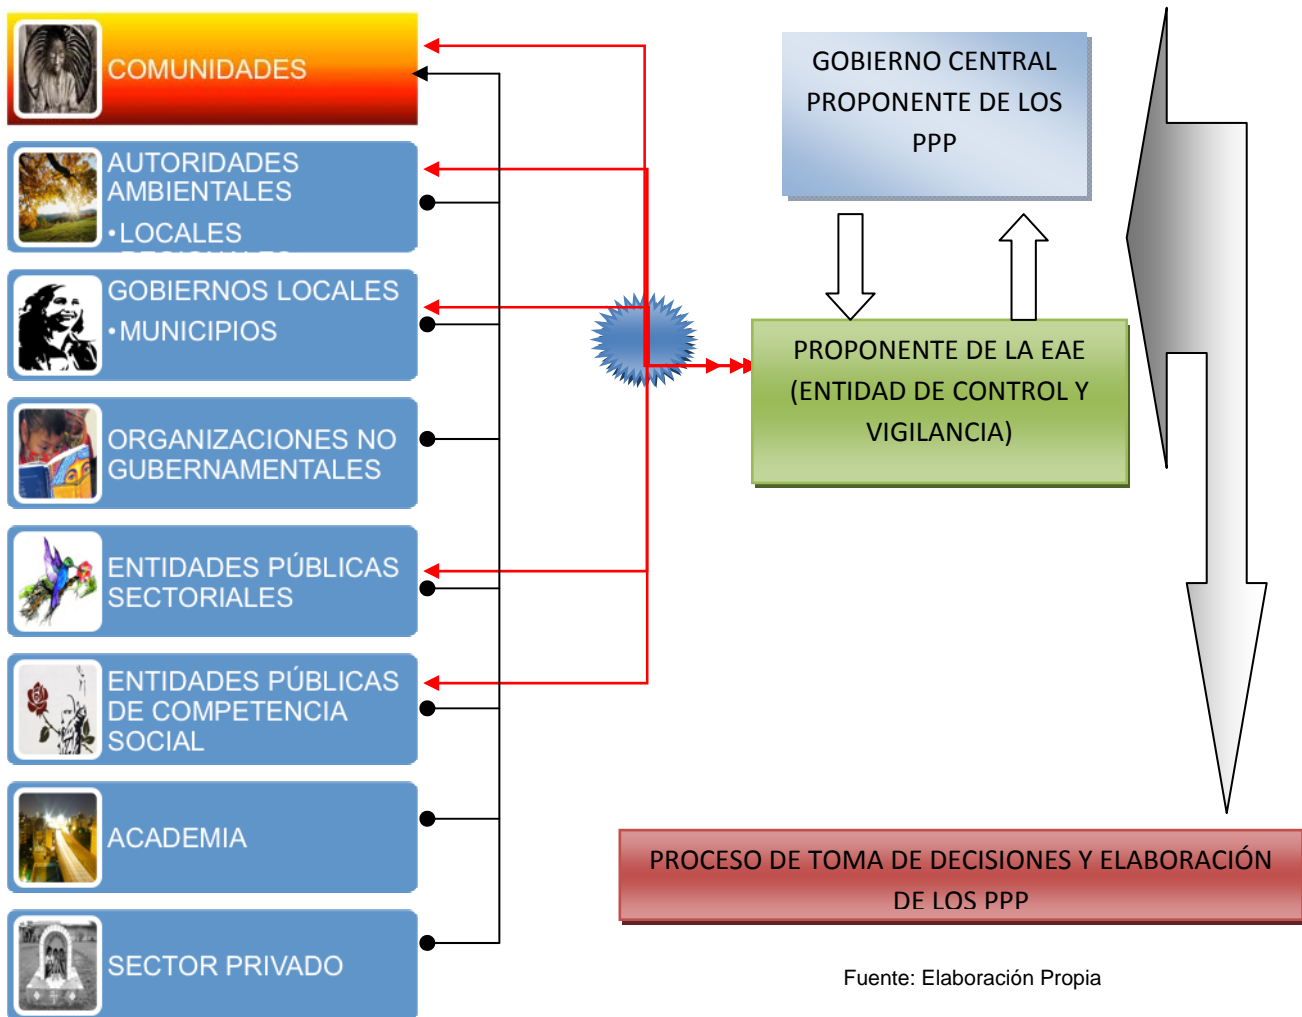 COMUNIDADES
AUTORIDADES
AMBIENTALES
•LOCALES
GOBIERNOS LOCALES
•MUNICIPIOS
ORGANIZACIONES NO
GUBERNAMENTALES
ENTIDADES PÚBLICAS
SECTORIALES
ENTIDADES PÚBLICAS
DE COMPETENCIA
SOCIAL
ACADEMIA
SECTOR PRIVADO
GOBIERNO CENTRAL
PROPONENTE DE LOS
PPP
PROPONENTE DE LA EAE
(ENTIDAD DE CONTROL Y
VIGILANCIA)
PROCESO DE TOMA DE DECISIONES Y ELABORACIÓN
DE LOS PPP
Fuente: Elaboración Propia